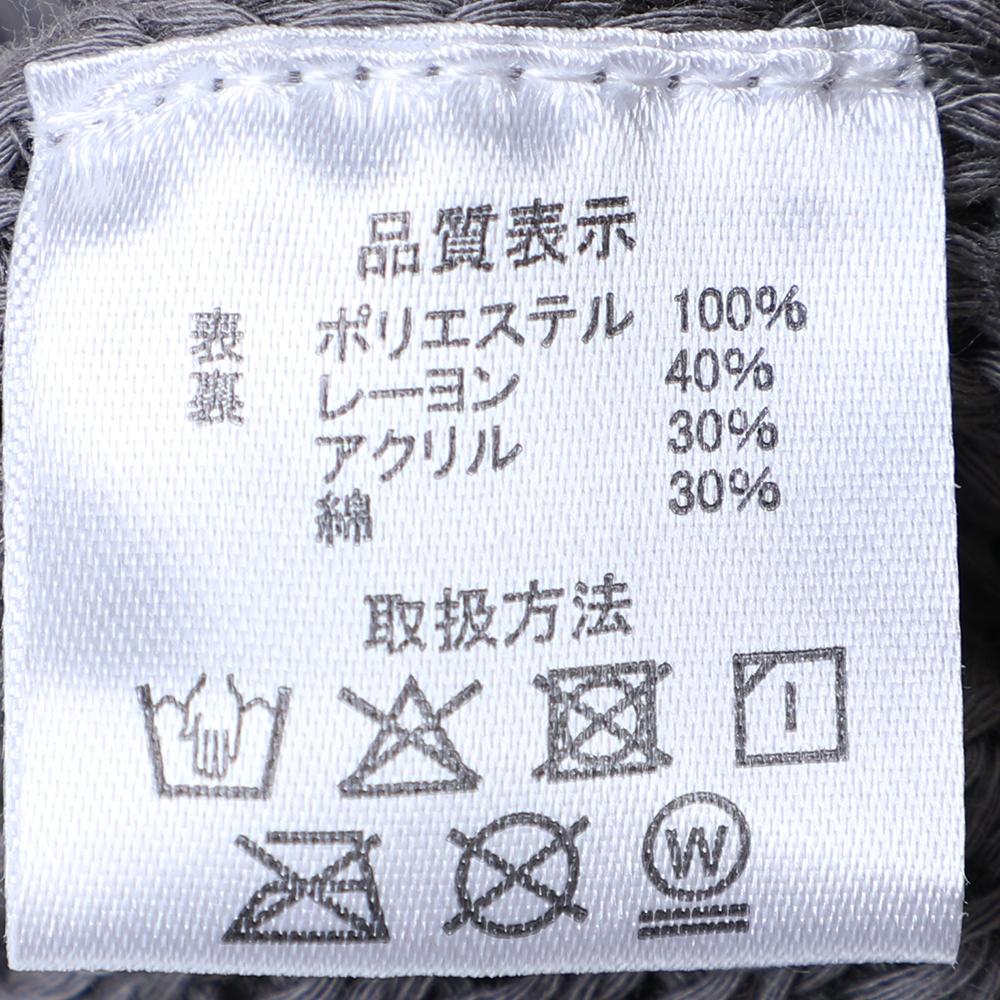 品質表示
表 ポリエステル 100%
裏 レーヨン 40%
アクリル 30%
綿 30%
取扱方法
W